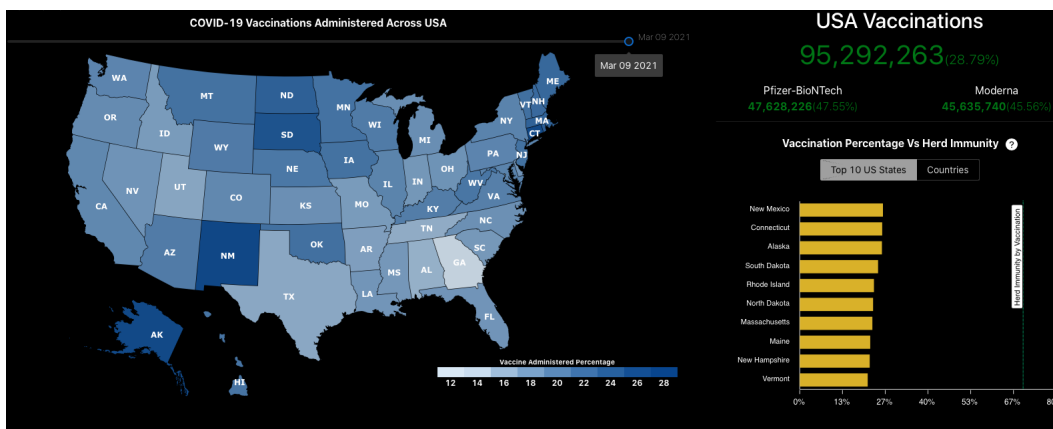 COVID-19 Vaccinations Administered Across USA
Mar 09 2021
Mar 09 2021
WA
MT
ND
MN
ME
VT NH
OR
ID
SD
WI
MI
NY
MA
CT
WY
IA
PA
NJ
NE
NV
UT
CO
IL
IN
OH
WV
VA
CA
KS
MO
KY
NC
AZ
NM
OK
AR
TN
SC
MS
AL
GA
TX
LA
FL
AK
HI
Vaccine Administered Percentage
12 14 16 18 20 22 24 26 28
USA Vaccinations
95,292,263(28.79%)
Pfizer-BioNTech Moderna
47,628,226(47.55%) 45,635,740(45.56%)
Vaccination Percentage Vs Herd Immunity ?
Top 10 US States Countries
New Mexico
Connecticut
Alaska
South Dakota
Rhode Island
North Dakota
Massachusetts
Maine
New Hampshire
Vermont
Herd Immunity by Vaccination
0% 13% 27% 40% 53% 67% 80